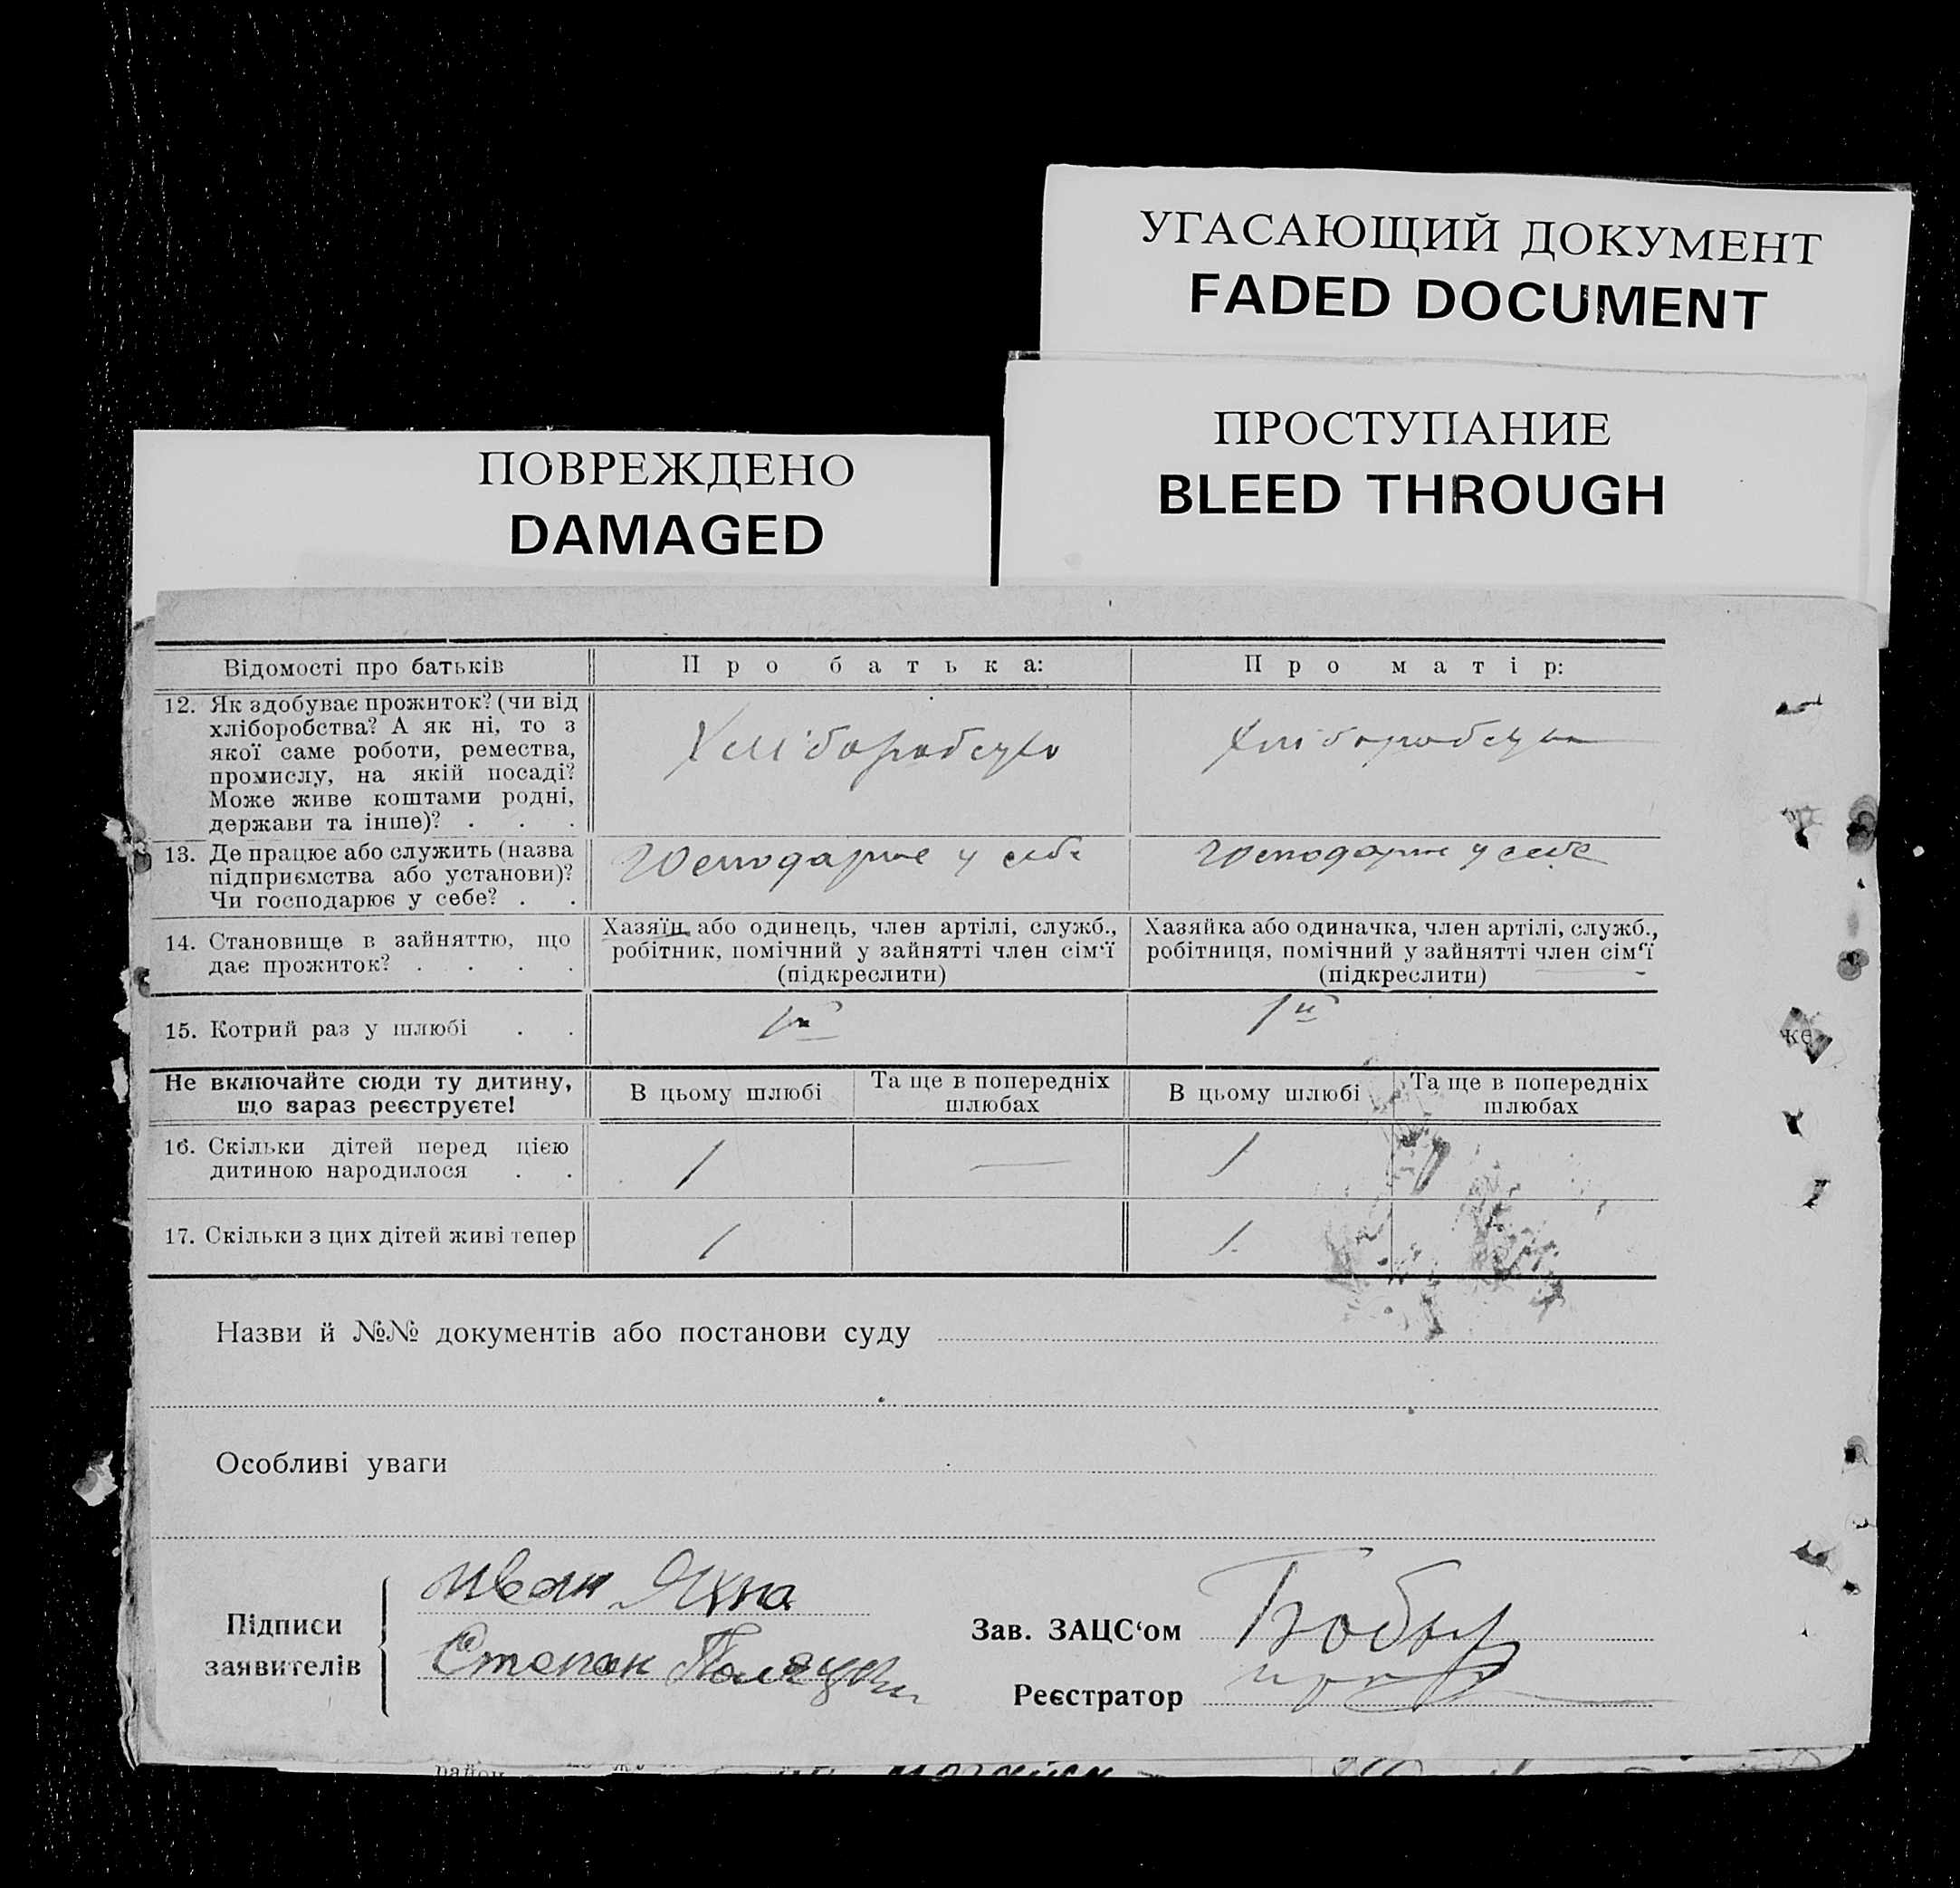 УГАСАЮЩИЙ ДОКУМЕНТ
FADED DOCUMENT
ПРОСТУПАНИЕ
BLEED THROUGH
ПОВРЕЖДЕНО
DAMAGED
Відомості про батьків
Про батька:
Про матір:
12. Як здобуває прожиток? (чи від
хліборобства? А як ні, то з
якої саме роботи, ремества,
промислу, на якій посаді?
Може живе коштами родні,
держави та інше)? . . .
13. Де працює або служить (назва
підприємства або установи)?
Чи господарює у себе? . .
Господарює у себе
Господарює у себе
14. Становище в зайняттю, що
дає прожиток? . . . .
Хазяїн або одинець, член артілі, служб.,
робітник, помічний у зайнятті член сім‘ї
(підкреслити)
Хазяйка або одиначка, член артілі, служб.,
робітниця, помічний у зайнятті член сім‘ї
(підкреслити)
15. Котрий раз у шлюбі . .
1й
1й
Не включайте сюди ту дитину,
що зараз реєструєте!
В цьому шлюбі
Та ще в попередніх
шлюбах
В цьому шлюбі
Та ще в попередніх
шлюбах
16. Скільки дітей перед цією
дитиною народилося . .
1
—
1
17. Скільки з цих дітей живі тепер
1
1
Назви й №№ документів або постанови суду
Особливі уваги
Підписи
заявителів
Иван Яхна
Степан
Зав. ЗАЦС‘ом
Реєстратор
ке
район